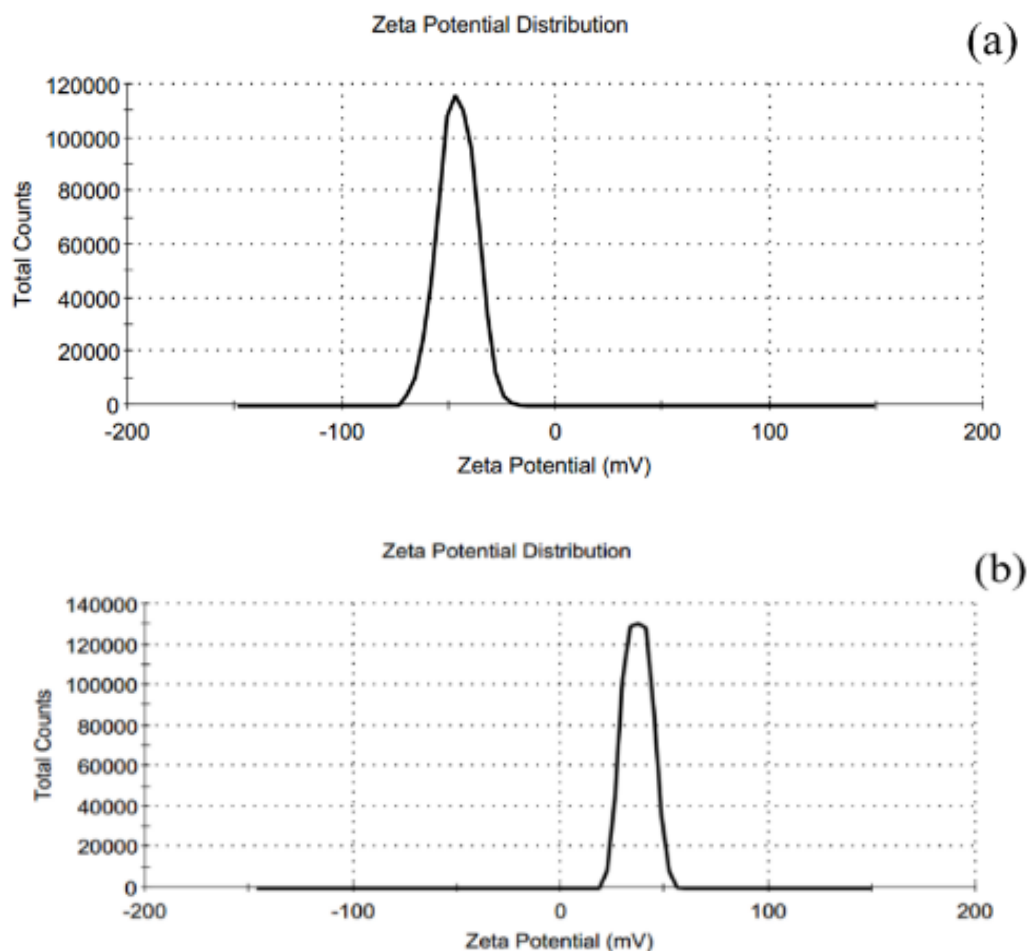 Zeta Potential Distribution
(a)
120000
100000
80000
60000
40000
20000
0
Total Counts
-200 -100 0 100 200
Zeta Potential (mV)
Zeta Potential Distribution
(b)
140000
120000
100000
80000
60000
40000
20000
0
Total Counts
-200 -100 0 100 200
Zeta Potential (mV)